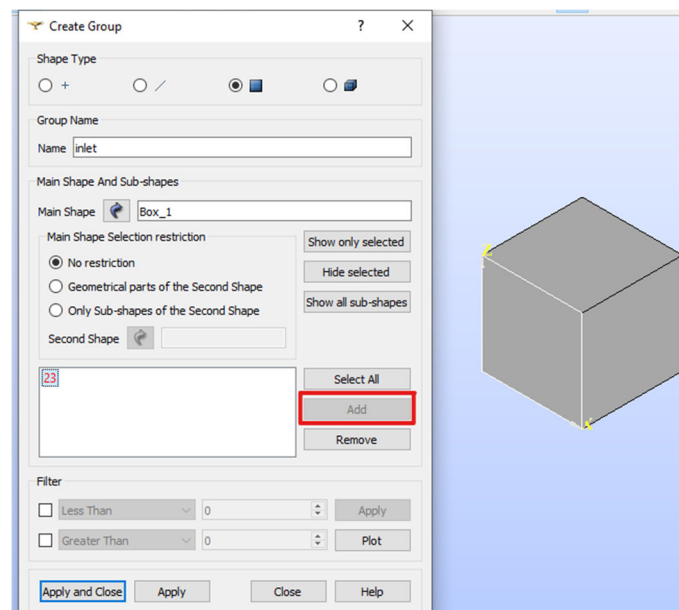 Create Group
? X
Shape Type
Group Name
Name inlet
Main Shape And Sub-shapes
Main Shape Box_1
Main Shape Selection restriction
No restriction
Geometrical parts of the Second Shape
Only Sub-shapes of the Second Shape
Second Shape
Show only selected
Hide selected
Show all sub-shapes
23
Select All
Add
Remove
Filter
Less Than 0 Apply
Greater Than 0 Plot
Apply and Close Apply Close Help
Z
X